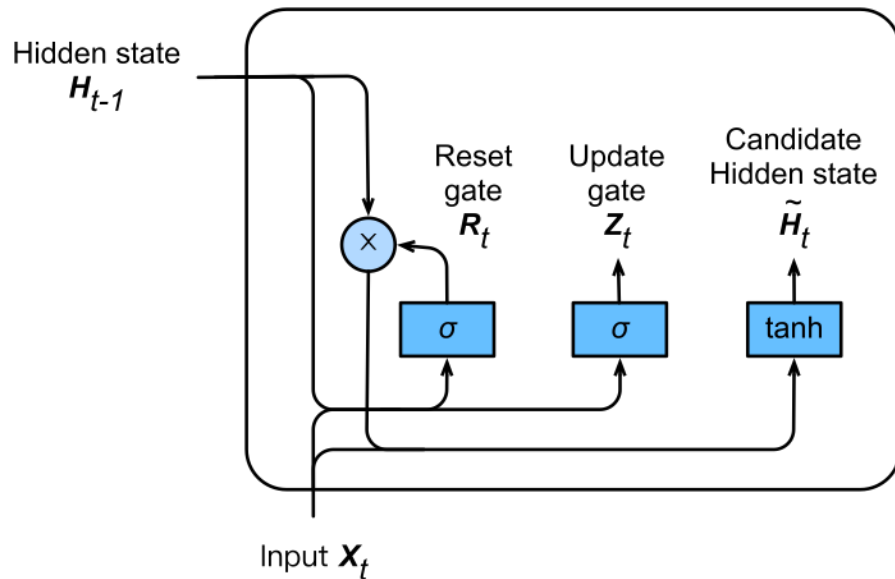 Hidden state
H_{t-1}
Reset
gate
R_t
Update
gate
Z_t
Candidate
Hidden state
H̃_t
×
σ
σ
tanh
Input X_t